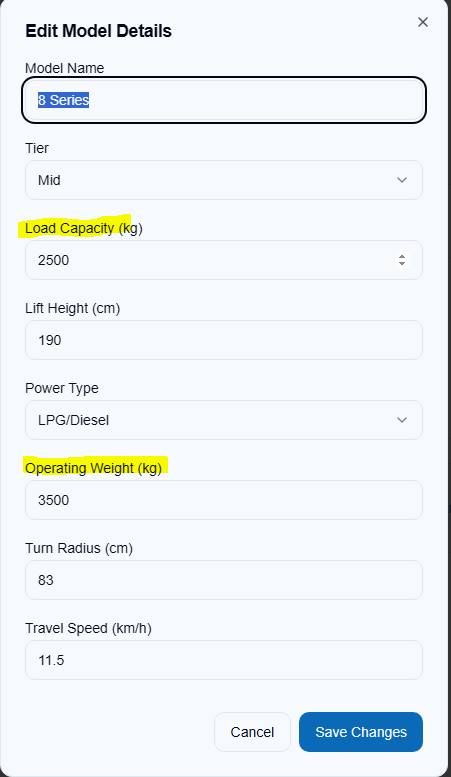 Edit Model Details
Model Name
8 Series
Tier
Mid
Load Capacity (kg)
2500
Lift Height (cm)
190
Power Type
LPG/Diesel
Operating Weight (kg)
3500
Turn Radius (cm)
83
Travel Speed (km/h)
11.5
Cancel
Save Changes